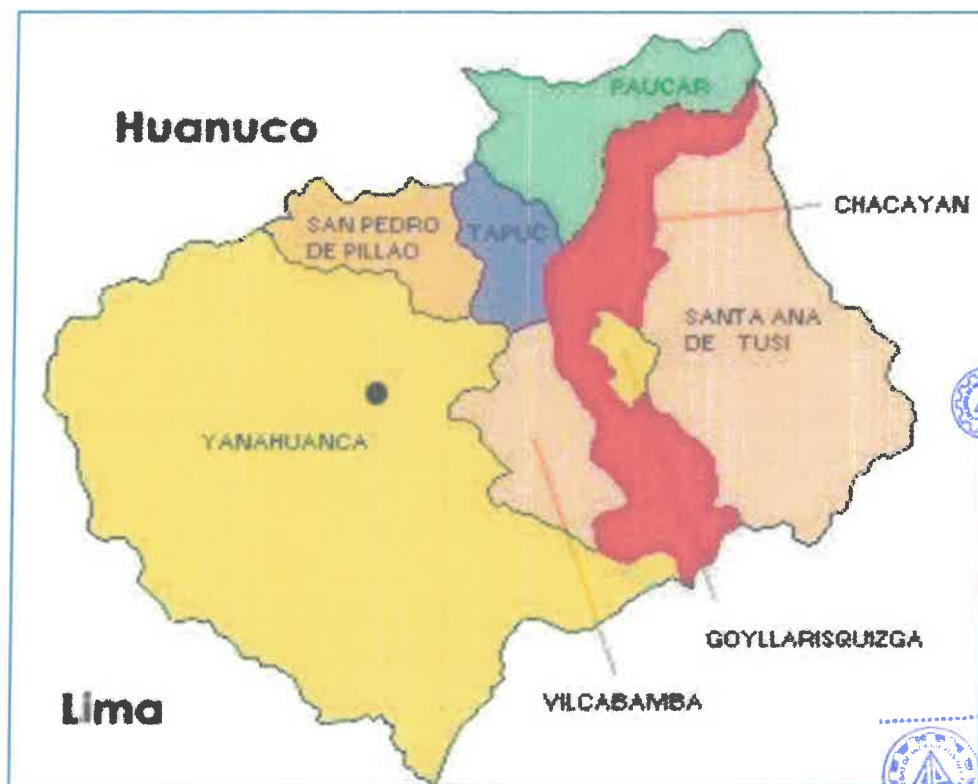 PAUCAR
Huanuco
CHACAYAN
SAN PEDRO
DE PILLAO
TAPUC
SANTA ANA
DE TUSI
YANAHUANCA
GOYLLARISQUIZGA
VILCABAMBA
Lima